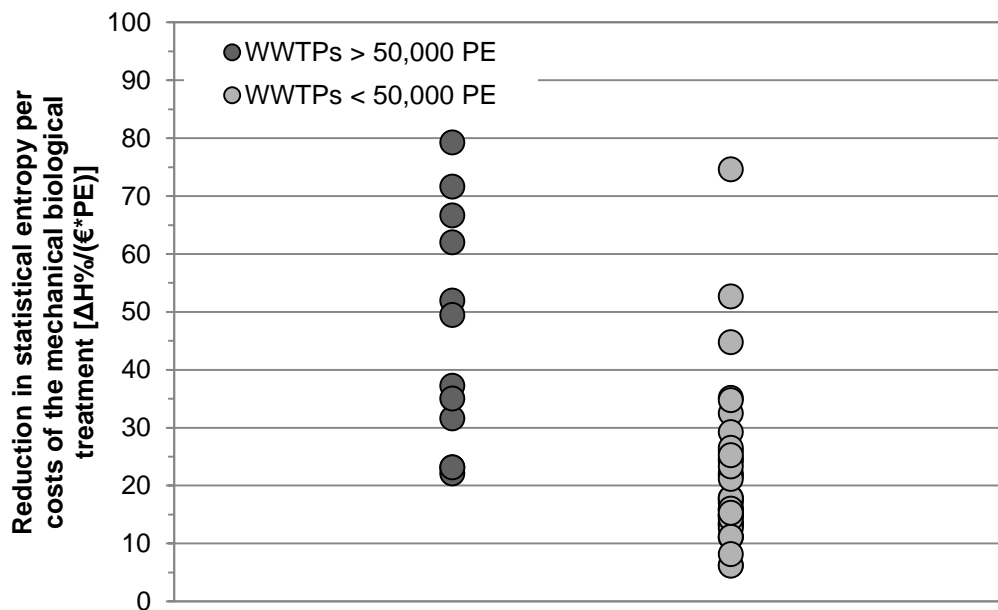 Reduction in statistical entropy per
costs of the mechanical biological
treatment [ΔH%/(€*PE)]
100
90
80
70
60
50
40
30
20
10
0
WWTPs > 50,000 PE
WWTPs < 50,000 PE